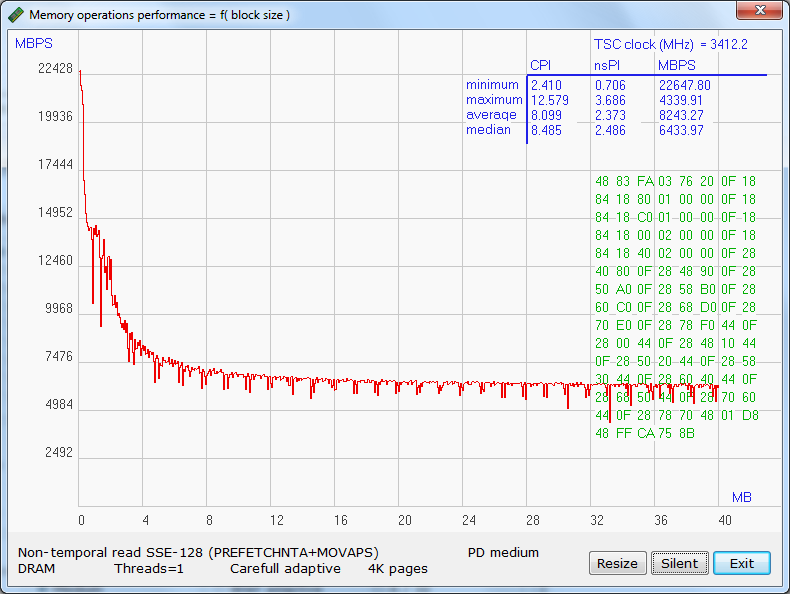 Memory operations performance = f( block size )
MBPS
TSC clock (MHz) = 3412.2
CPI nsPI MBPS
minimum 2.410 0.706 22647.80
maximum 12.579 3.686 4339.91
average 8.099 2.373 8243.27
median 8.485 2.486 6433.97
22428
19936
17444
14952
12460
9968
7476
4984
2492
48 83 FA 03 76 20 0F 18
84 18 80 01 00 00 0F 18
84 18 C0 01 00 00 0F 18
84 18 00 02 00 00 0F 18
84 18 40 02 00 00 0F 28
40 80 0F 28 48 90 0F 28
50 A0 0F 28 58 B0 0F 28
60 C0 0F 28 68 D0 0F 28
70 E0 0F 28 78 F0 44 0F
28 00 44 0F 28 48 10 44
0F 28 50 20 44 0F 28 58
30 44 0F 28 60 40 44 0F
28 68 50 44 0F 28 70 60
44 0F 28 78 70 48 01 D8
48 FF CA 75 8B
MB
0 4 8 12 16 20 24 28 32 36 40
Non-temporal read SSE-128 (PREFETCHNTA+MOVAPS) PD medium
DRAM Threads=1 Carefull adaptive 4K pages
Resize Silent Exit